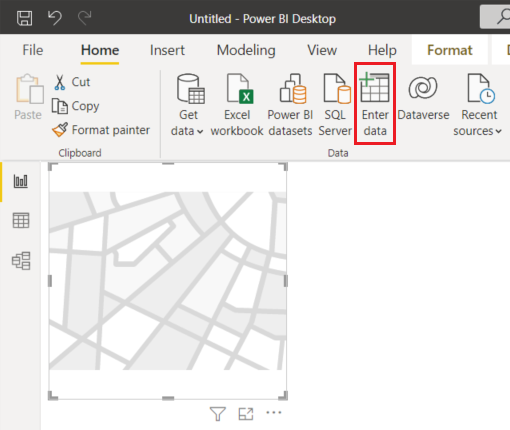 Untitled - Power BI Desktop
File Home Insert Modeling View Help Format
Paste
Cut
Copy
Format painter
Clipboard
Get data
Excel workbook
Power BI datasets
SQL Server
Enter data
Dataverse
Recent sources
Data